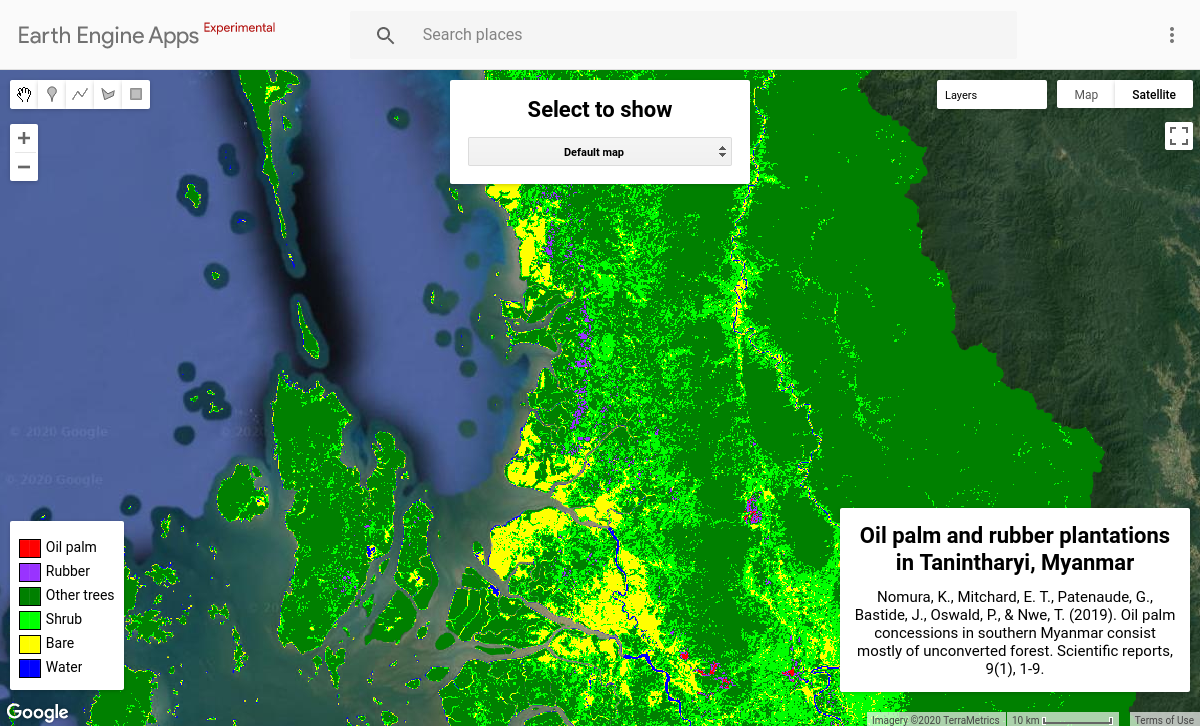 Earth Engine Apps Experimental
Search places
Select to show
Default map
Layers
Map Satellite
© 2020 Google
© 2020
© 2020 Google
© 20
Oil palm
Rubber
Other trees
Shrub
Bare
Water
Oil palm and rubber plantations
in Tanintharyi, Myanmar
Nomura, K., Mitchard, E. T., Patenaude, G.,
Bastide, J., Oswald, P., & Nwe, T. (2019). Oil palm
concessions in southern Myanmar consist
mostly of unconverted forest. Scientific reports,
9(1), 1-9.
Google
Imagery ©2020 TerraMetrics 10 km Terms of Use